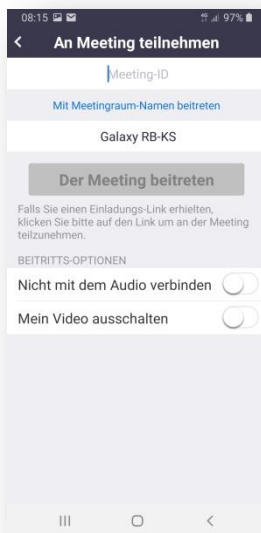 08:15 97%
An Meeting teilnehmen
Meeting-ID
Mit Meetingraum-Namen beitreten
Galaxy RB-KS
Der Meeting beitreten
Falls Sie einen Einladungs-Link erhielten,
klicken Sie bitte auf den Link um an der Meeting
teilzunehmen.
BEITRITTS-OPTIONEN
Nicht mit dem Audio verbinden
Mein Video ausschalten